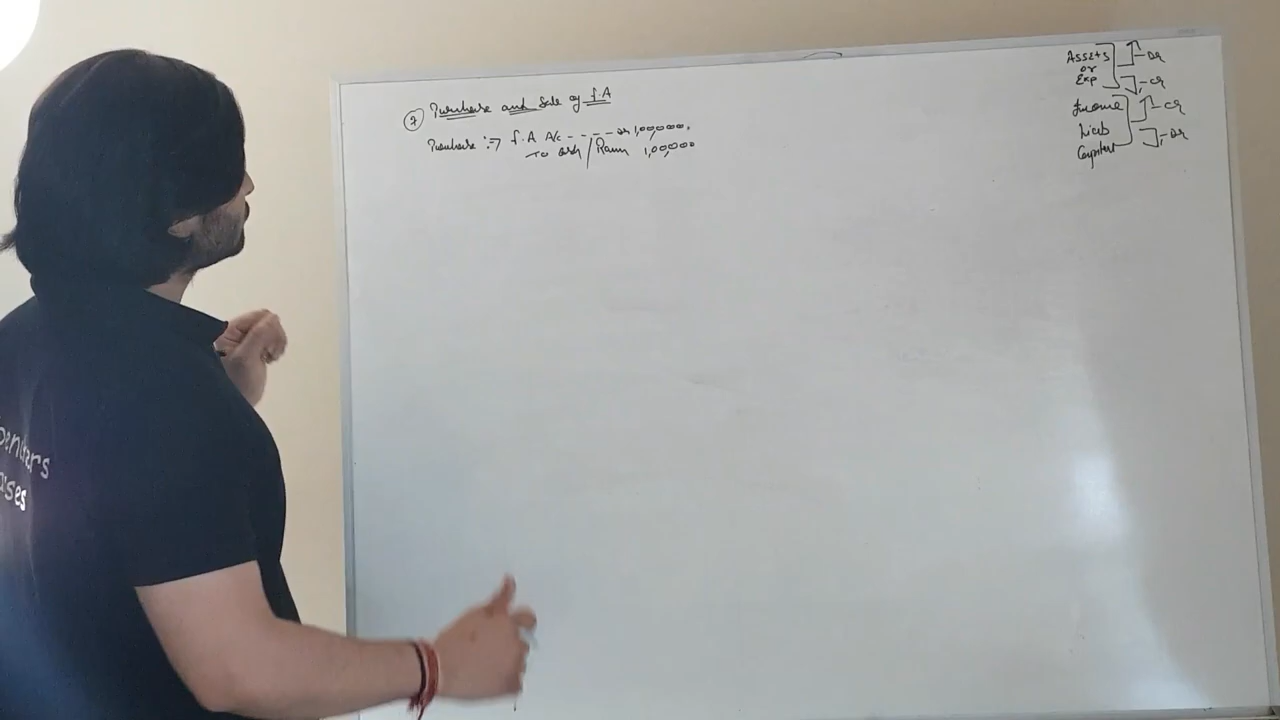 7 Purchase and Sale of F.A
Purchase :→ F.A A/c - - - - Dr 1,00,000.
To Cash / Ram 1,00,000
Assets
or
Exp
↑ - Dr
↓ - Cr
Income
Liab
Capital
↑ - Cr
↓ - Dr